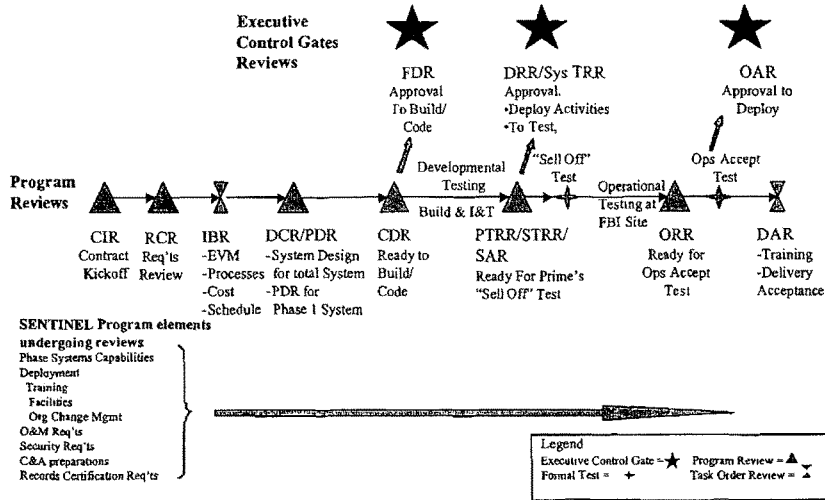 Executive
Control Gates
Reviews
FDR
Approval
To Build/
Code
DRR/Sys TRR
Approval.
•Deploy Activities
•To Test,
OAR
Approval to
Deploy
Program
Reviews
Developmental
Testing
Build & I&T
"Sell Off"
Test
Operational
Testing at
FBI Site
Ops Accept
Test
CIR
Contract
Kickoff
RCR
Req'ts
Review
IBR
-EVM
-Processes
-Cost
-Schedule
DCR/PDR
-System Design
for total System
-PDR for
Phase 1 System
CDR
Ready to
Build/
Code
PTRR/STRR/
SAR
Ready For Prime's
"Sell Off" Test
ORR
Ready for
Ops Accept
Test
DAR
-Training
-Delivery
Acceptance
SENTINEL Program elements
undergoing reviews
Phase Systems Capabilities
Deployment
Training
Facilities
Org Change Mgmt
O&M Req'ts
Security Req'ts
C&A preparations
Records Certification Req'ts
Legend
Executive Control Gate = Program Review =
Formal Test = Task Order Review =